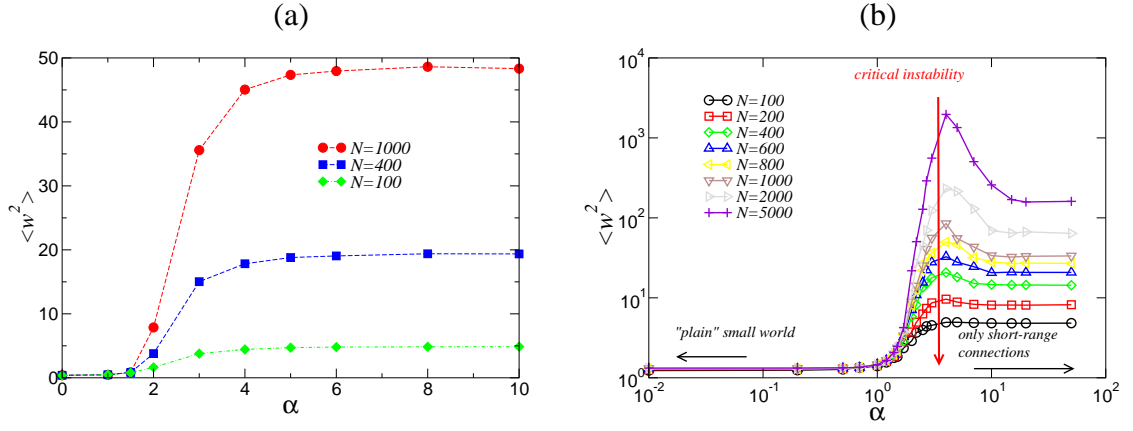 (a)
50
40
30
20
10
0
<w²>
N=1000
N=400
N=100
0 2 4 6 8 10
α
(b)
10⁴
10³
10²
10¹
10⁰
<w²>
critical instability
N=100
N=200
N=400
N=600
N=800
N=1000
N=2000
N=5000
"plain" small world
only short-range
connections
10⁻² 10⁻¹ 10⁰ 10¹ 10²
α